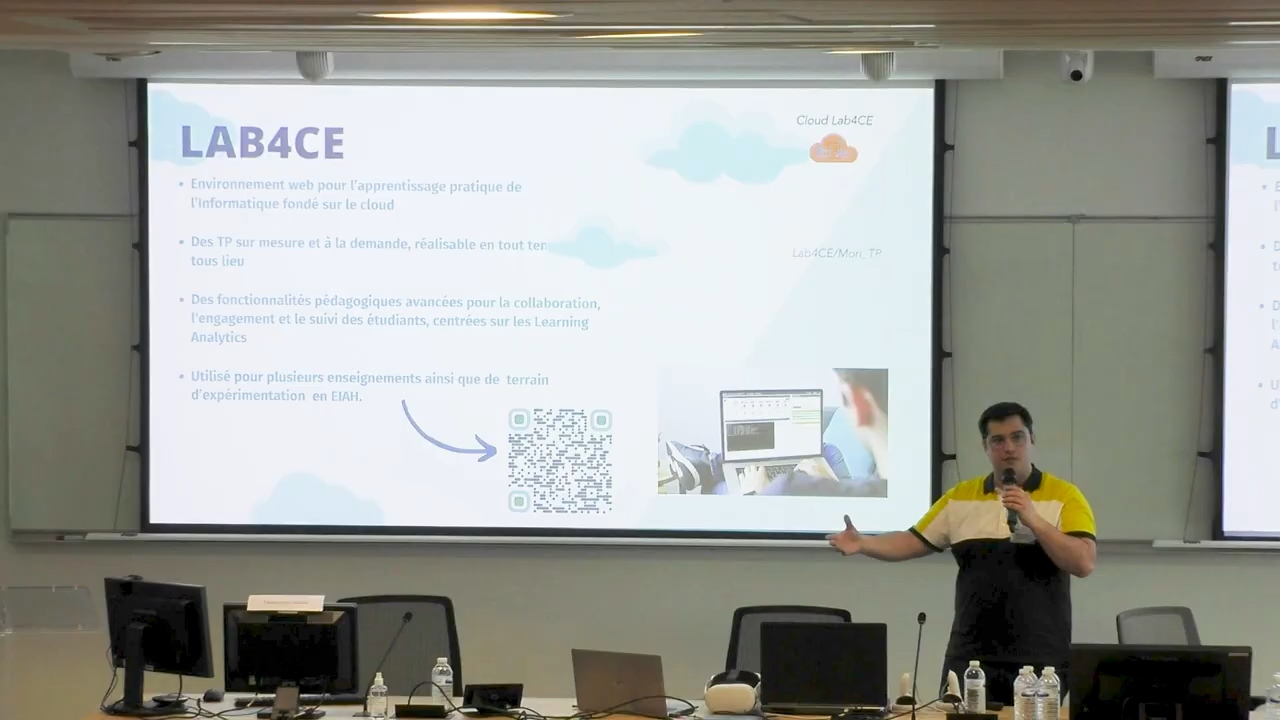 LAB4CE
• Environnement web pour l'apprentissage pratique de
l'Informatique fondé sur le cloud
• Des TP sur mesure et à la demande, réalisable en tout
tous lieu
• Des fonctionnalités pédagogiques avancées pour la collaboration,
l'engagement et le suivi des étudiants, centrées sur les Learning
Analytics
• Utilisé pour plusieurs enseignements ainsi que de terrain
d'expérimentation en EIAH.
Cloud Lab4CE
Lab4CE/Mon_TP